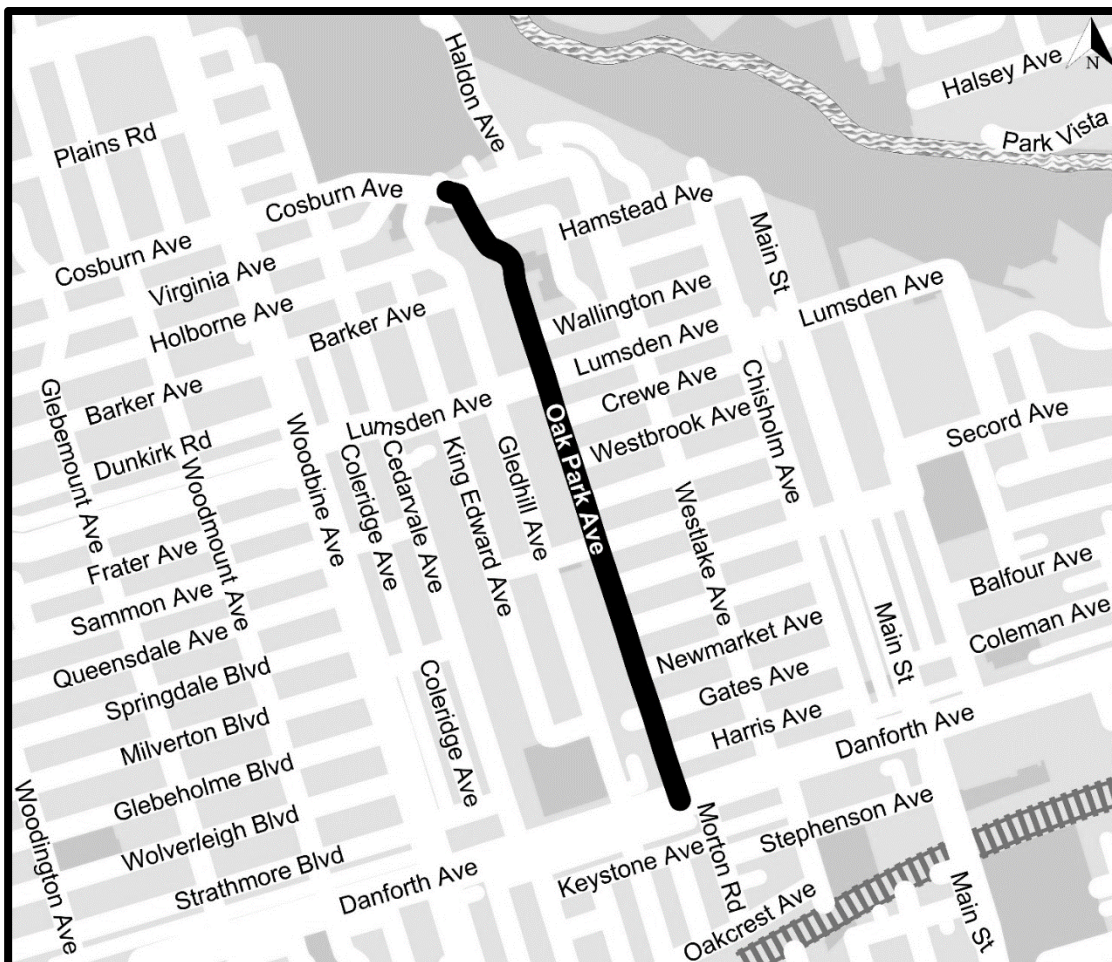 Haldon Ave
Halsey Ave
N
Park Vista
Plains Rd
Cosburn Ave
Hamstead Ave
Main St
Cosburn Ave
Virginia Ave
Holborne Ave
Barker Ave
Wallington Ave
Lumsden Ave
Lumsden Ave
Crewe Ave
Chisholm Ave
Glebemount Ave
Barker Ave
Dunkirk Rd
Woodmount Ave
Woodbine Ave
Lumsden Ave
Coleridge Ave
Cedarvale Ave
King Edward Ave
Gledhill Ave
Oak Park Ave
Westbrook Ave
Secord Ave
Westlake Ave
Frater Ave
Sammon Ave
Queensdale Ave
Springdale Blvd
Milverton Blvd
Glebeholme Blvd
Wolverleigh Blvd
Strathmore Blvd
Woodington Ave
Coleridge Ave
Newmarket Ave
Gates Ave
Harris Ave
Main St
Balfour Ave
Coleman Ave
Danforth Ave
Danforth Ave
Keystone Ave
Morton Rd
Stephenson Ave
Oakcrest Ave
Main St